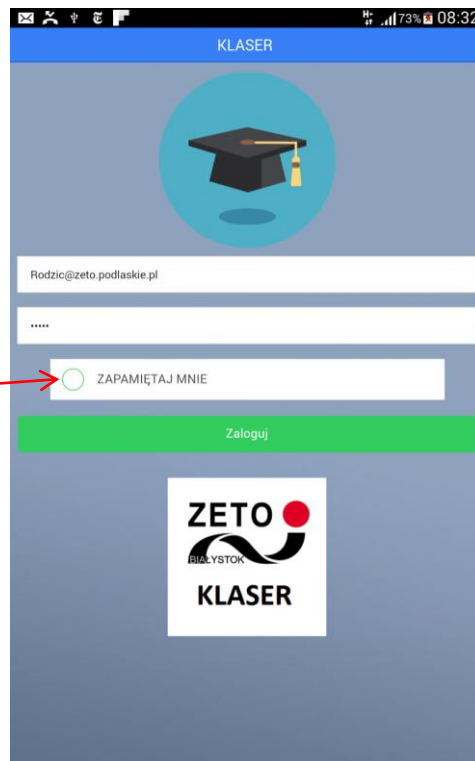 73% 08:32
KLASER
Rodzic@zeto.podlaskie.pl
•••••
ZAPAMIĘTAJ MNIE
Zaloguj
ZETO
BIAŁYSTOK
KLASER